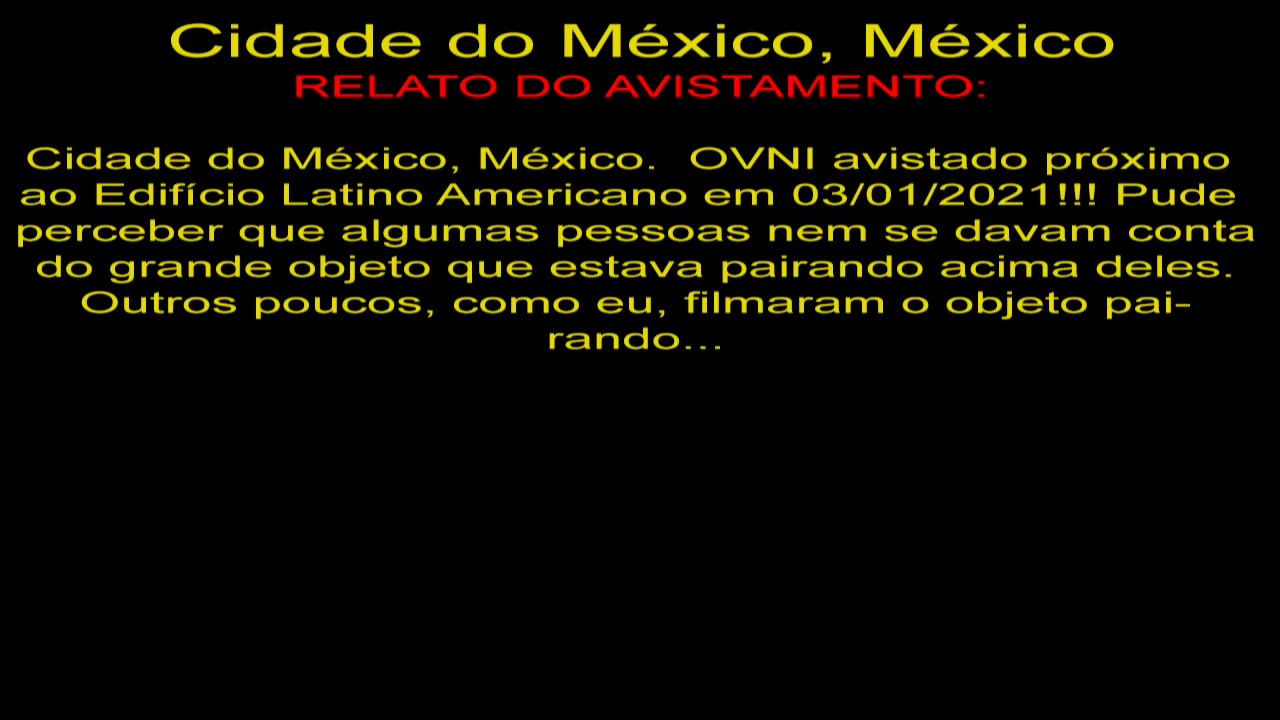 Cidade do México, México
RELATO DO AVISTAMENTO:
Cidade do México, México.  OVNI avistado próximo
ao Edifício Latino Americano em 03/01/2021!!! Pude
perceber que algumas pessoas nem se davam conta
do grande objeto que estava pairando acima deles.
Outros poucos, como eu, filmaram o objeto pai-
rando...